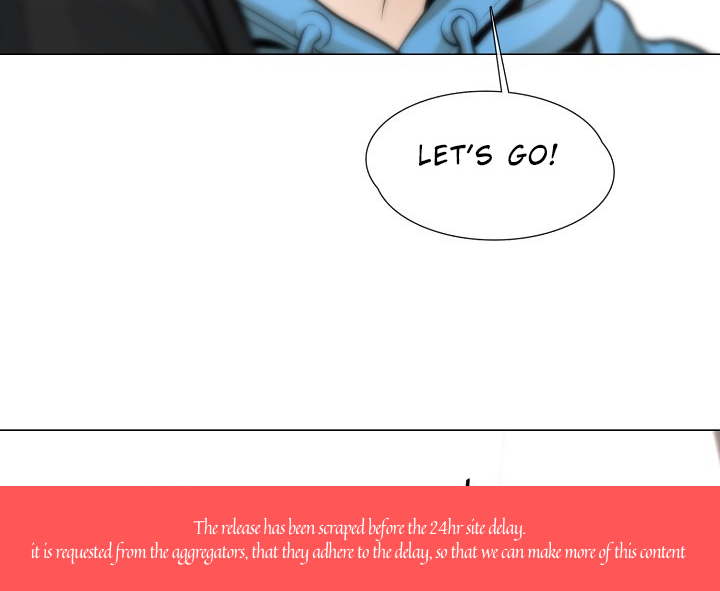 LET'S GO!
The release has been scraped before the 24hr site delay.
it is requested from the aggregators, that they adhere to the delay, so that we can make more of this content